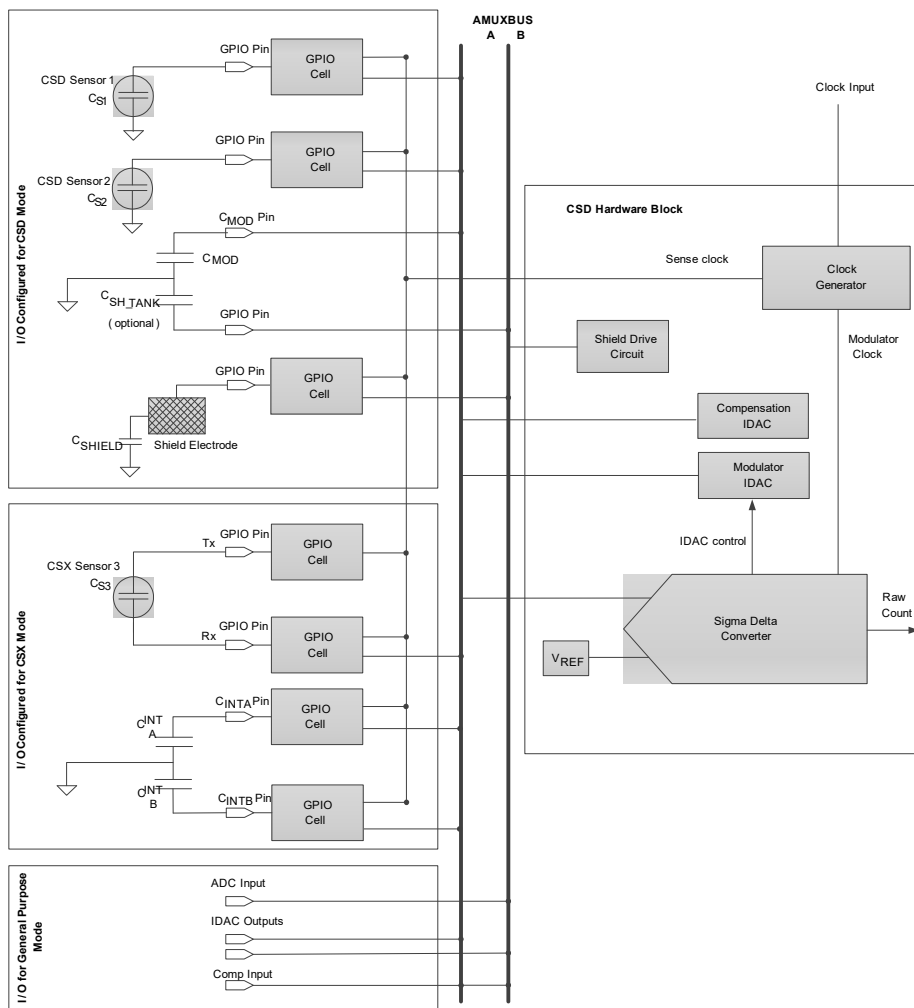 AMUXBUS
A B
I/O Configured for CSD Mode
GPIO Pin
GPIO
Cell
CSD Sensor 1
CS1
GPIO Pin
GPIO
Cell
CSD Sensor 2
CS2
CMOD Pin
CMOD
CSH_TANK
( optional )
GPIO Pin
GPIO Pin
GPIO
Cell
CSHIELD
Shield Electrode
I/O Configured for CSX Mode
GPIO Pin
Tx
GPIO
Cell
CSX Sensor 3
CS3
GPIO Pin
Rx
GPIO
Cell
CINTA Pin
GPIO
Cell
CINT
A
CINT
B
CINTB Pin
GPIO
Cell
I/O for General Purpose
Mode
ADC Input
IDAC Outputs
Comp Input
Clock Input
CSD Hardware Block
Sense clock
Clock
Generator
Shield Drive
Circuit
Modulator
Clock
Compensation
IDAC
Modulator
IDAC
IDAC control
Sigma Delta
Converter
Raw
Count
VREF